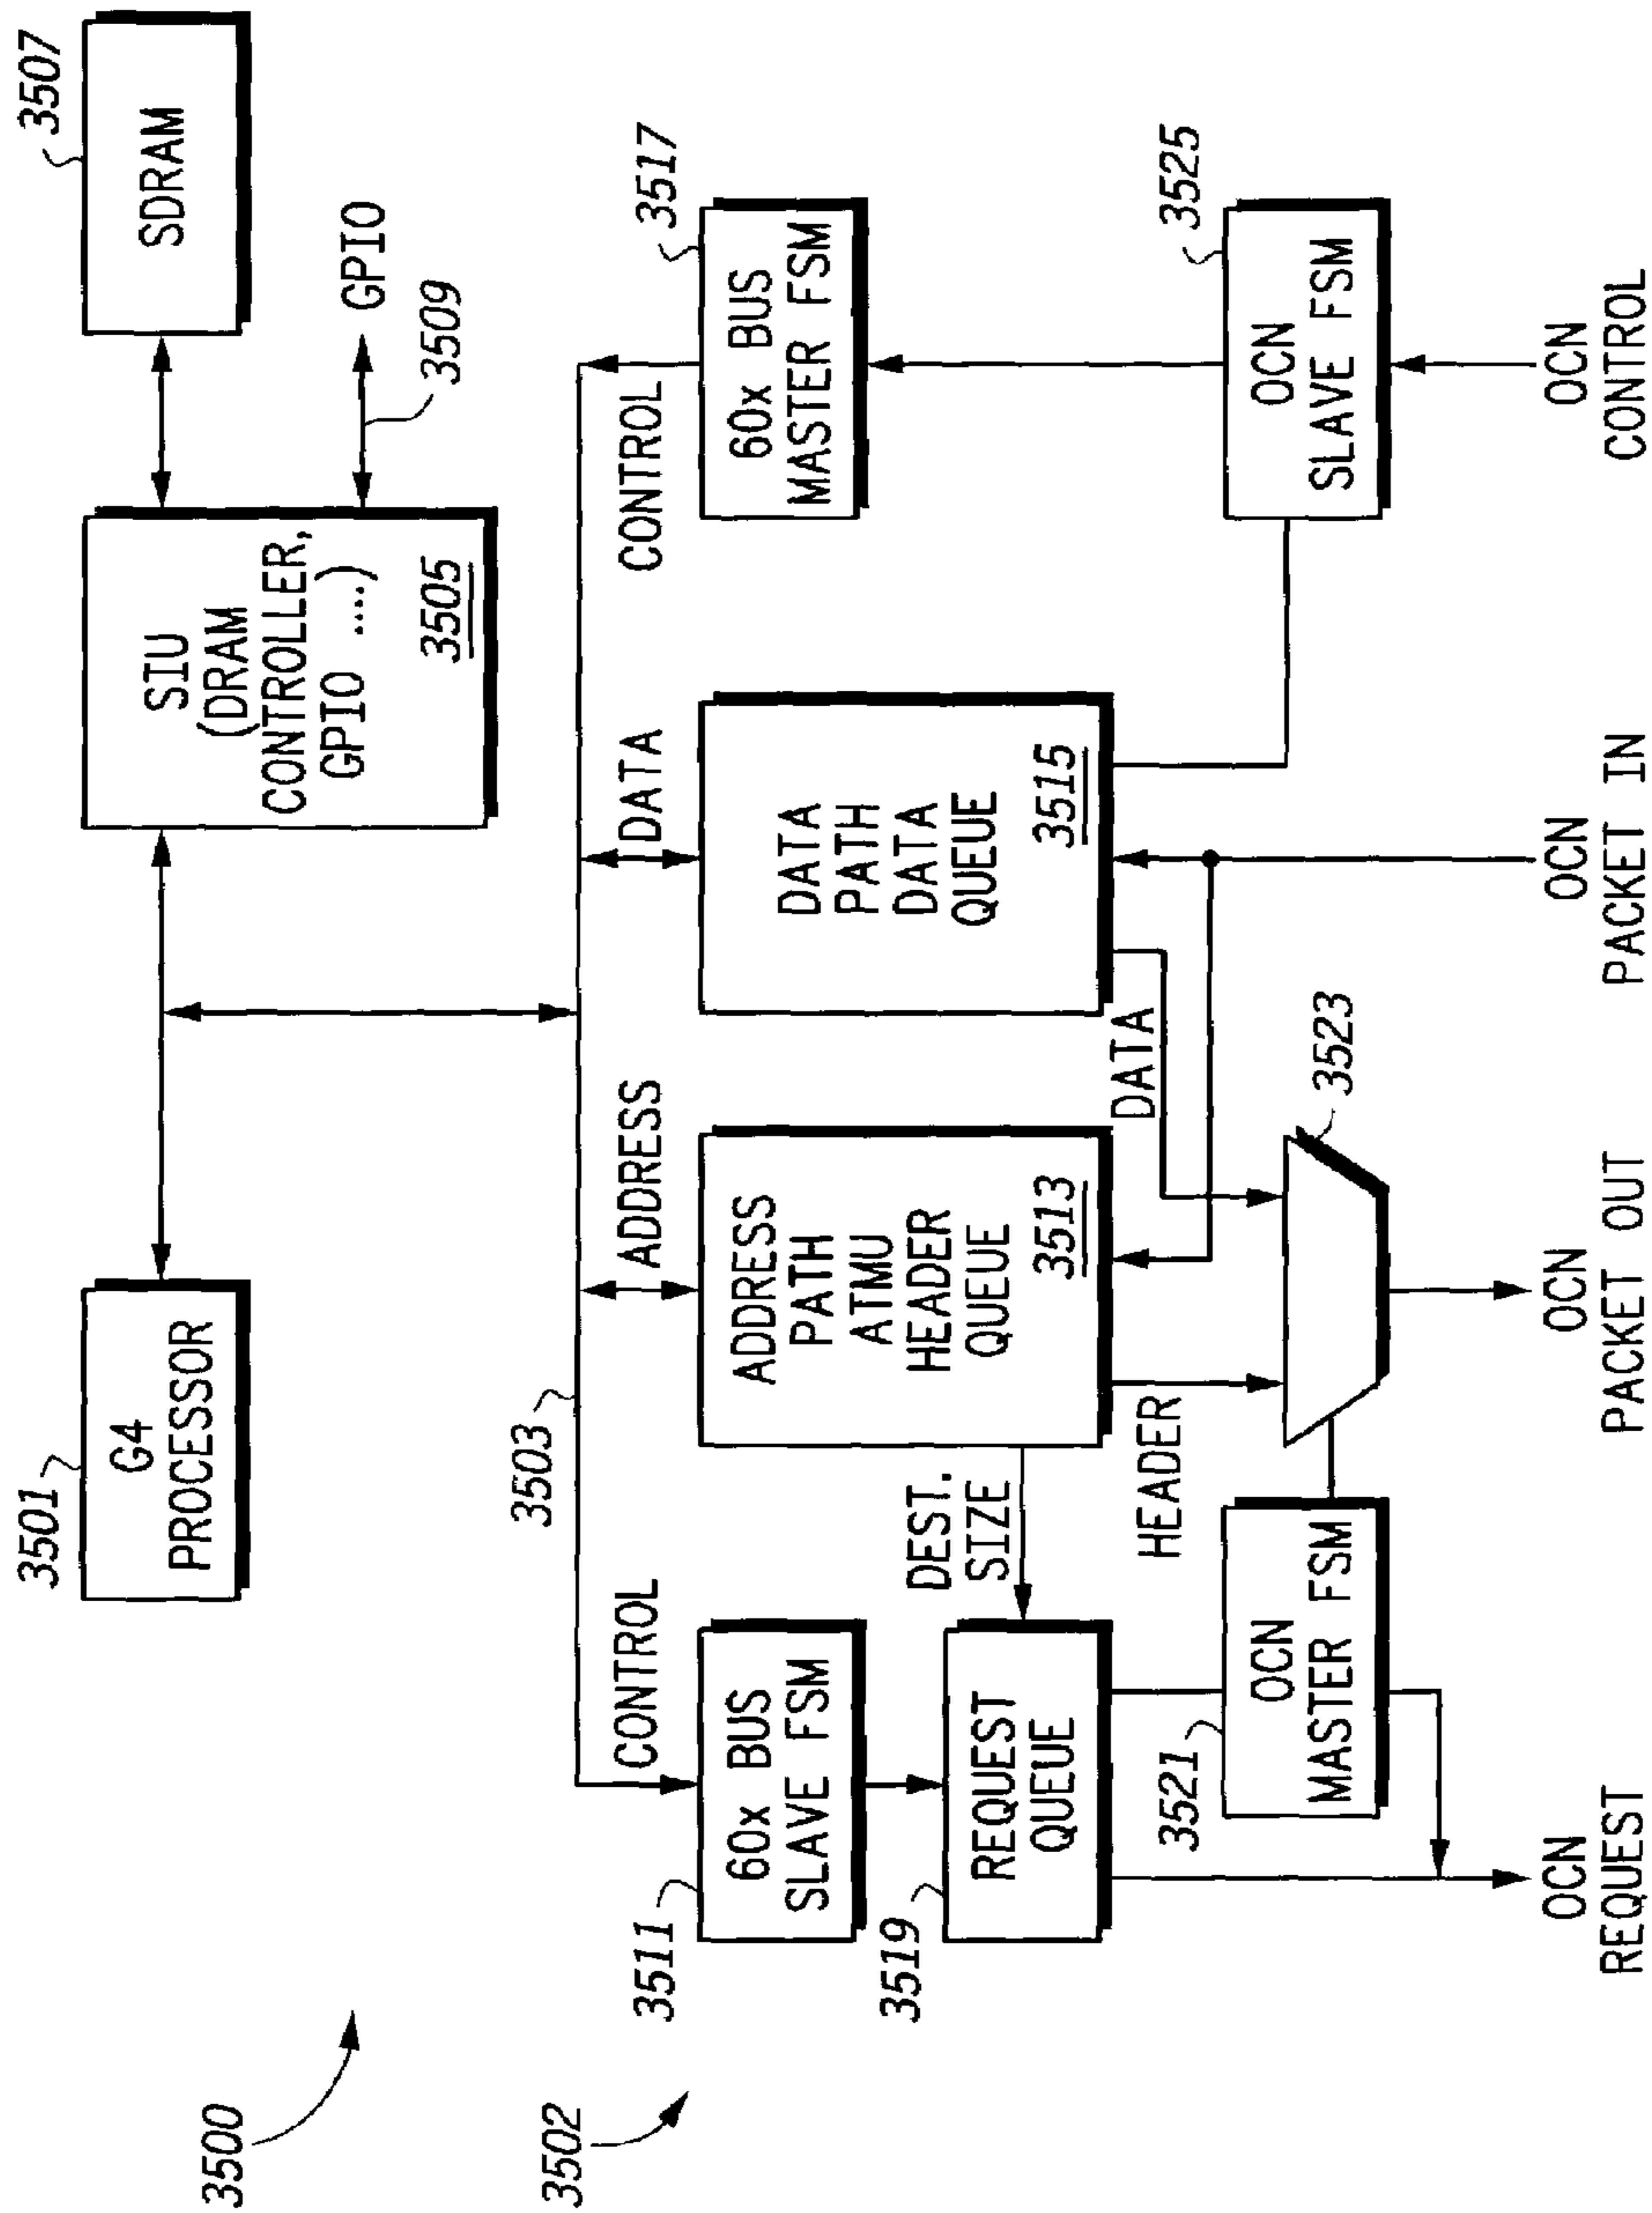 3500
3501
G4
PROCESSOR
SIU
(DRAM
CONTROLLER,
GPIO ....)
3505
SDRAM
3507
GPIO
3509
3502
3503
CONTROL
ADDRESS
DATA
CONTROL
3511
60x BUS
SLAVE FSM
ADDRESS
PATH
ATMU
HEADER
QUEUE
3513
DATA
PATH
DATA
QUEUE
3515
60x BUS
MASTER FSM
3517
3519
REQUEST
QUEUE
DEST.
SIZE
HEADER
DATA
3521
OCN
MASTER FSM
3523
OCN
SLAVE FSM
3525
OCN
REQUEST
OCN
PACKET OUT
OCN
PACKET IN
OCN
CONTROL